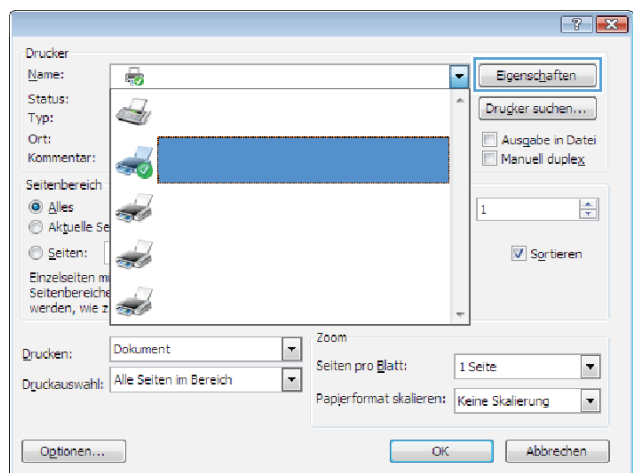 Drucker
Name:
Eigenschaften
Status:
Typ:
Drucker suchen...
Ort:
Ausgabe in Datei
Kommentar:
Manuell duplex
Seitenbereich
Alles
1
Aktuelle Se
Seiten:
Sortieren
Einzelseiten m
Seitenbereiche
werden, wie z
Zoom
Drucken:
Dokument
Seiten pro Blatt:
1 Seite
Druckauswahl:
Alle Seiten im Bereich
Papierformat skalieren:
Keine Skalierung
Optionen...
OK
Abbrechen